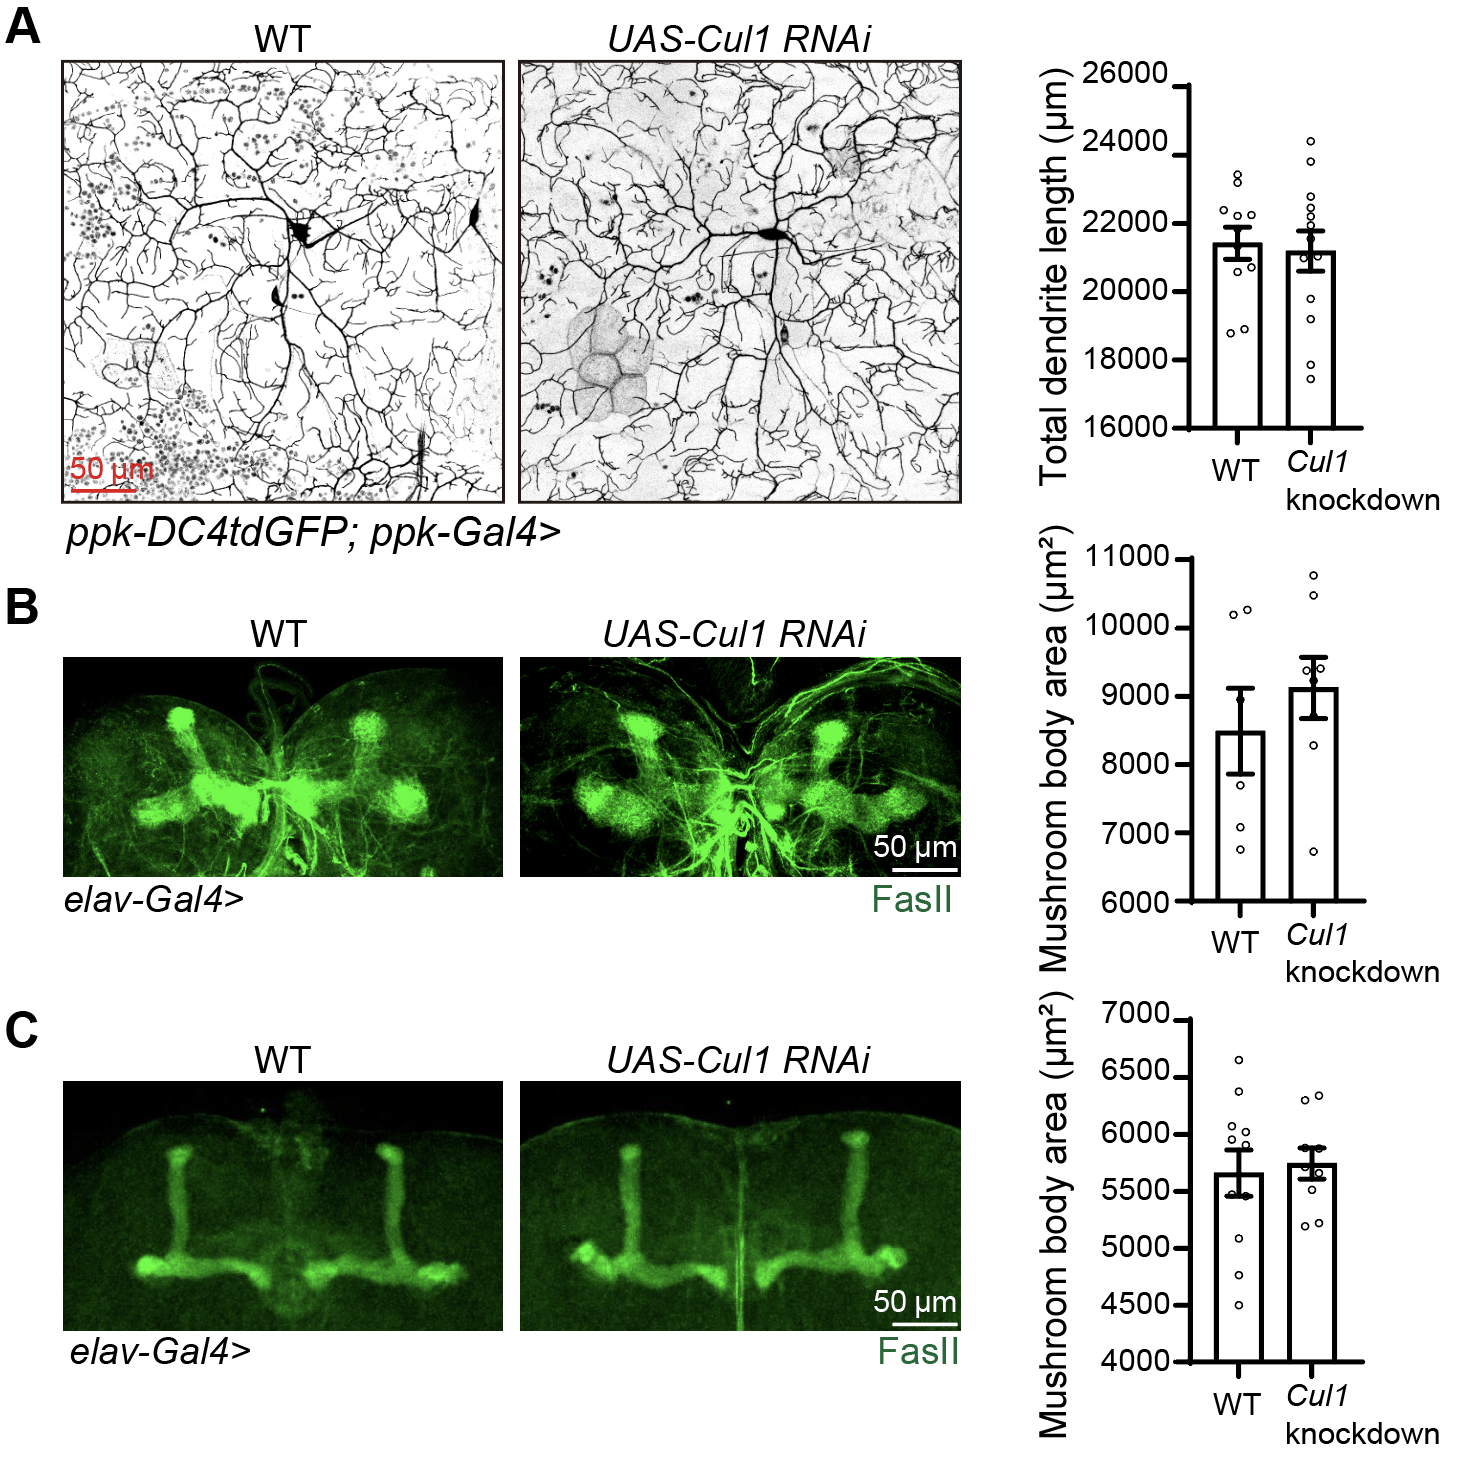 A
WT
UAS-Cul1 RNAi
50 µm
ppk-DC4tdGFP; ppk-Gal4>
Total dendrite length (µm)
26000
24000
22000
20000
18000
16000
WT
Cul1
knockdown
B
WT
UAS-Cul1 RNAi
50 µm
elav-Gal4>
FasII
Mushroom body area (µm²)
11000
10000
9000
8000
7000
6000
WT
Cul1
knockdown
C
WT
UAS-Cul1 RNAi
50 µm
elav-Gal4>
FasII
Mushroom body area (µm²)
7000
6500
6000
5500
5000
4500
4000
WT
Cul1
knockdown